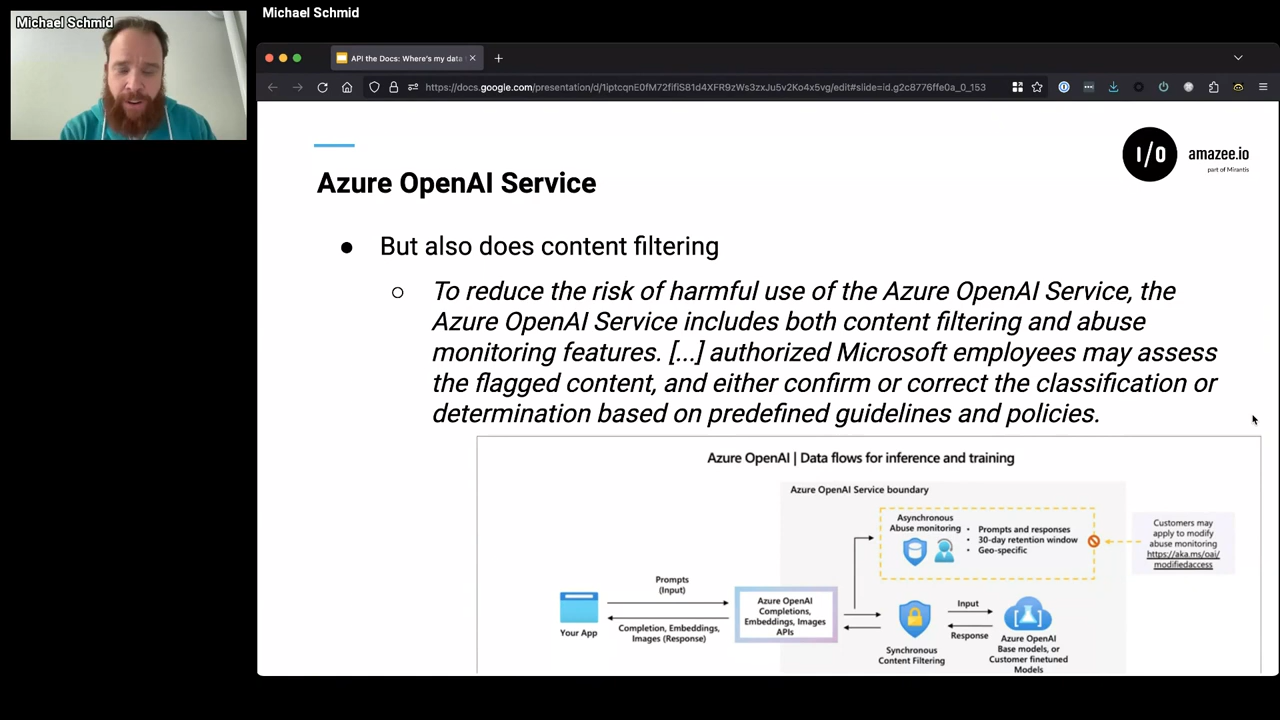 Michael Schmid
Michael Schmid
API the Docs: Where's my data
https://docs.google.com/presentation/d/1iptcqnE0fM72fifiS81d4XFR9zWs3zxJu5v2Ko4x5vg/edit#slide=id.g2c8776ffe0a_0_153
I/O
amazee.io
part of Mirantis
Azure OpenAI Service
● But also does content filtering
○ To reduce the risk of harmful use of the Azure OpenAI Service, the
Azure OpenAI Service includes both content filtering and abuse
monitoring features. [...] authorized Microsoft employees may assess
the flagged content, and either confirm or correct the classification or
determination based on predefined guidelines and policies.
Azure OpenAI | Data flows for inference and training
Azure OpenAI Service boundary
Asynchronous
Abuse monitoring
• Prompts and responses
• 30-day retention window
• Geo-specific
Customers may
apply to modify
abuse monitoring
https://aka.ms/oai/
modifiedaccess
Your App
Prompts
(Input)
Completion, Embeddings,
Images (Response)
Azure OpenAI
Completions,
Embeddings, Images
APIs
Synchronous
Content Filtering
Input
Response
Azure OpenAI
Base models, or
Customer finetuned
Models